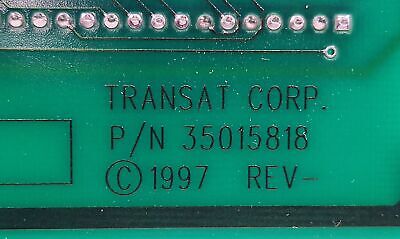 TRANSAT CORP.
P/N 35015818
© 1997 REV-